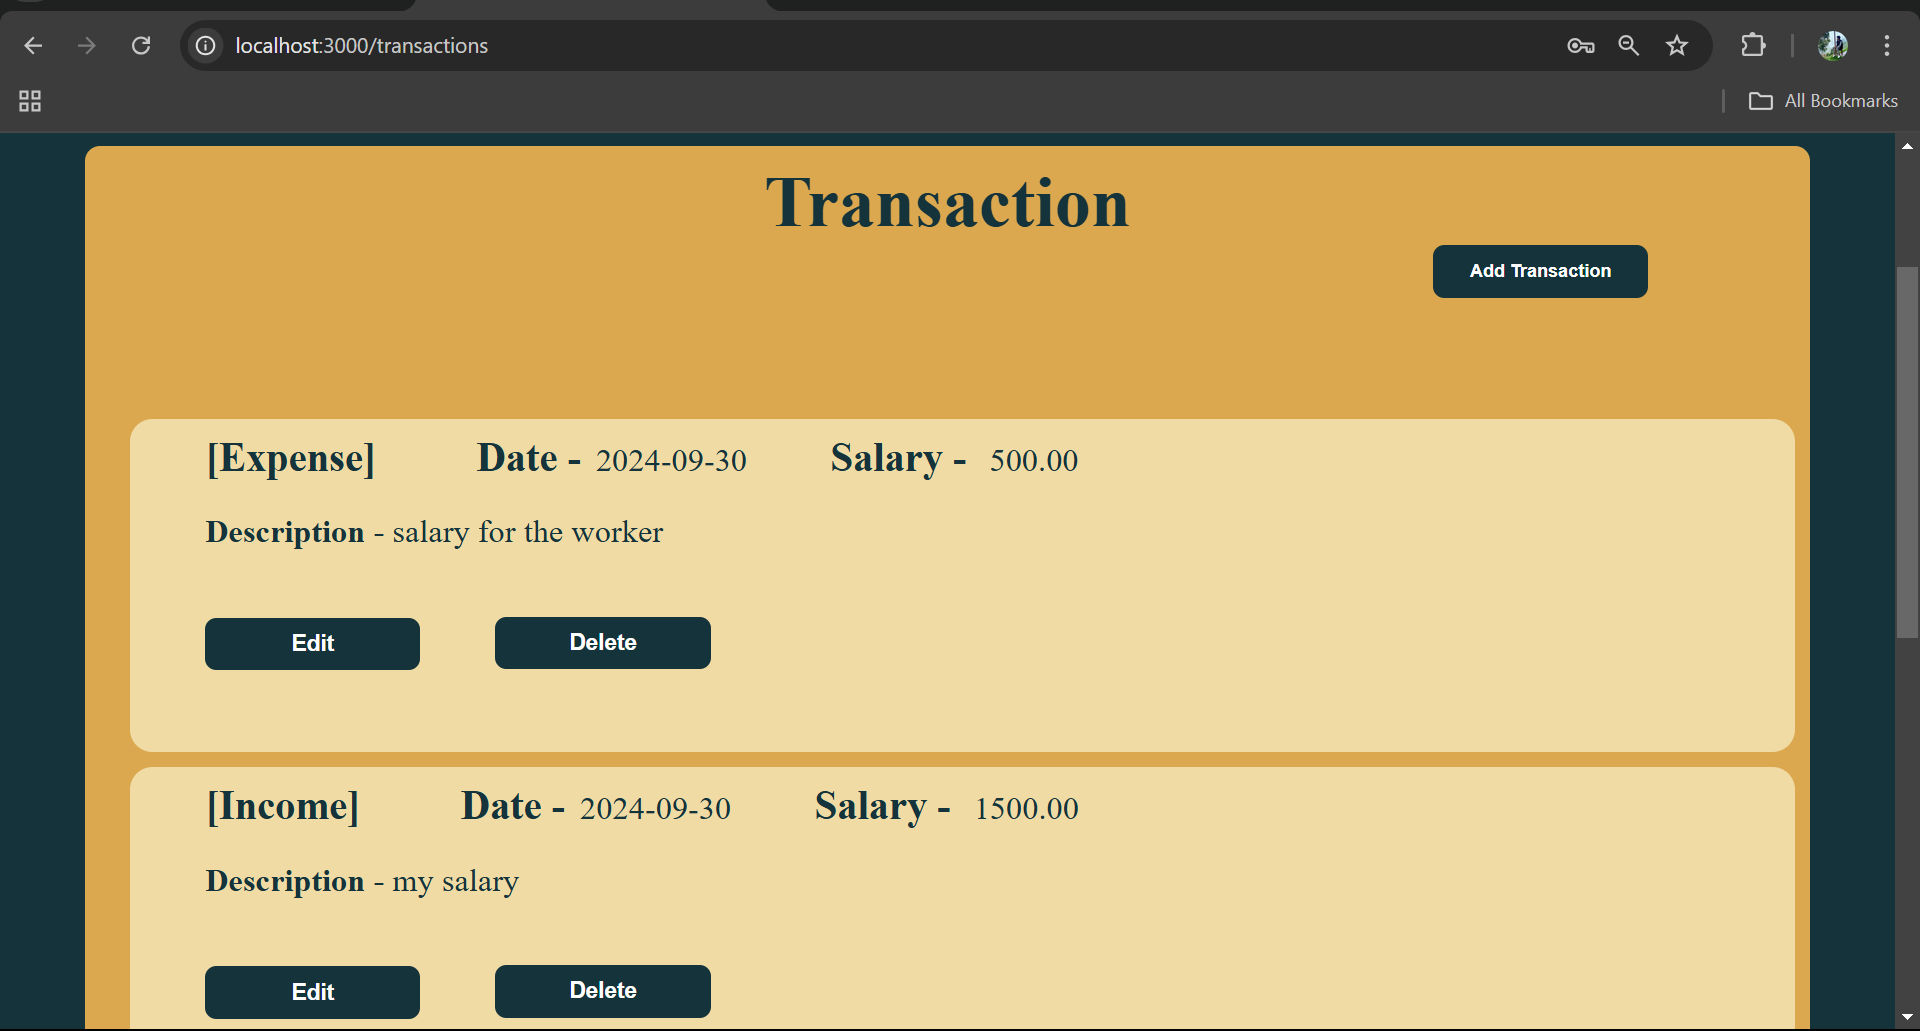 localhost:3000/transactions
All Bookmarks
Transaction
Add Transaction
[Expense] Date - 2024-09-30 Salary - 500.00
Description - salary for the worker
Edit Delete
[Income] Date - 2024-09-30 Salary - 1500.00
Description - my salary
Edit Delete